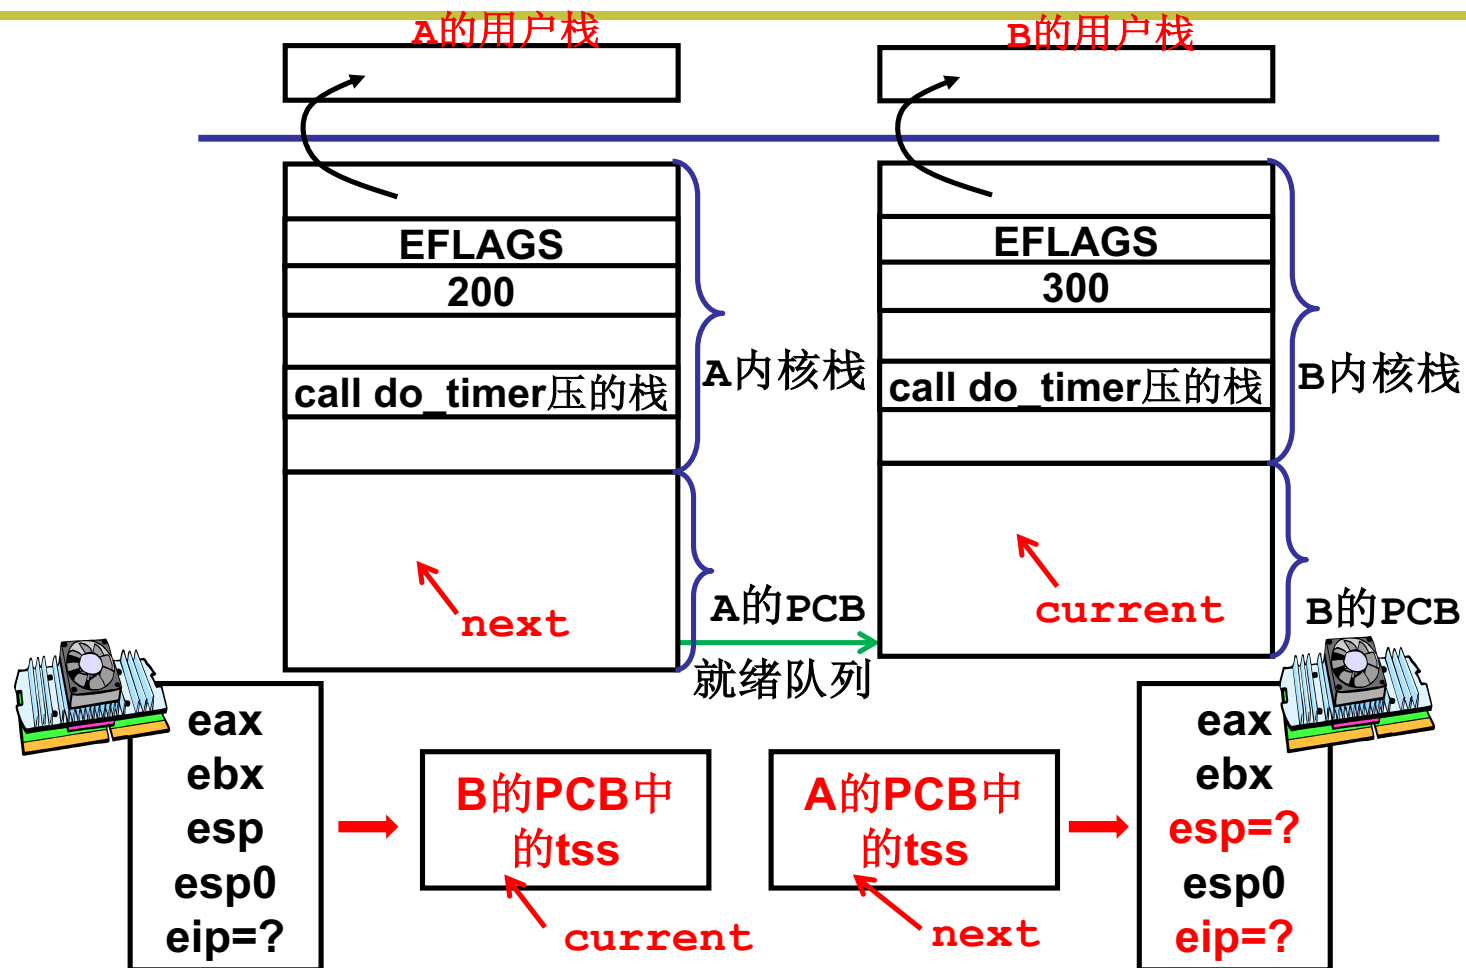 A的用户栈
B的用户栈
EFLAGS
200
call do_timer压的栈
A内核栈
EFLAGS
300
call do_timer压的栈
B内核栈
next
A的PCB
current
B的PCB
就绪队列
eax
ebx
esp
esp0
eip=?
B的PCB中
的tss
current
A的PCB中
的tss
next
eax
ebx
esp=?
esp0
eip=?